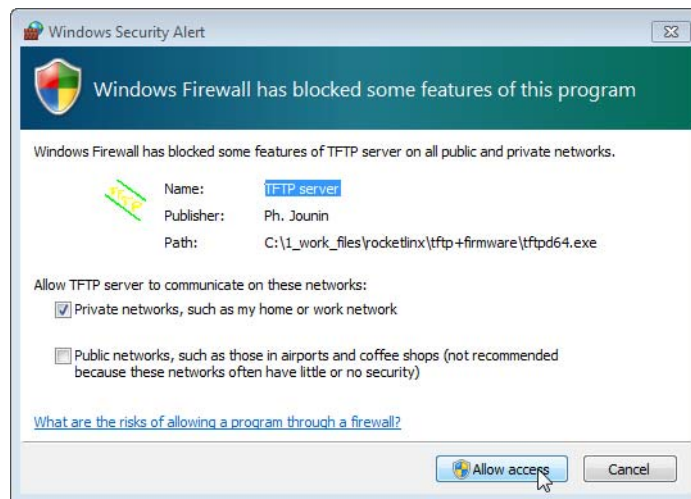 Windows Security Alert
Windows Firewall has blocked some features of this program
Windows Firewall has blocked some features of TFTP server on all public and private networks.
Name: TFTP server
Publisher: Ph. Jounin
Path: C:\1_work_files\rocketlinx\tftp+firmware\tftpd64.exe
Allow TFTP server to communicate on these networks:
Private networks, such as my home or work network
Public networks, such as those in airports and coffee shops (not recommended
because these networks often have little or no security)
What are the risks of allowing a program through a firewall?
Allow access Cancel